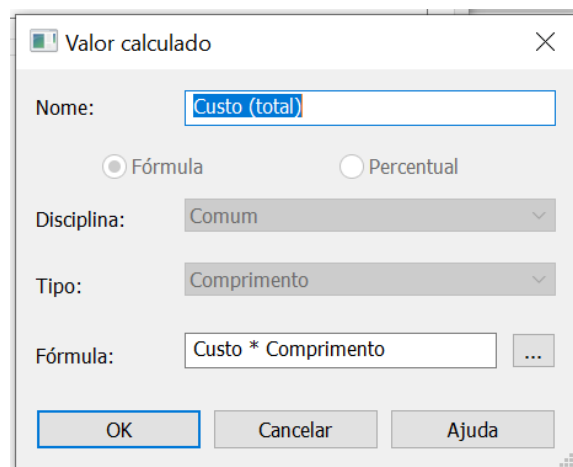 Valor calculado
Nome: Custo (total)
Fórmula Percentual
Disciplina: Comum
Tipo: Comprimento
Fórmula: Custo * Comprimento ...
OK Cancelar Ajuda